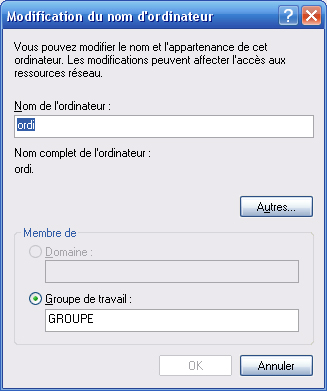 Modification du nom d'ordinateur
Vous pouvez modifier le nom et l'appartenance de cet
ordinateur. Les modifications peuvent affecter l'accès aux
ressources réseau.
Nom de l'ordinateur :
ordi
Nom complet de l'ordinateur :
ordi.
Autres...
Membre de
Domaine :
Groupe de travail :
GROUPE
OK
Annuler